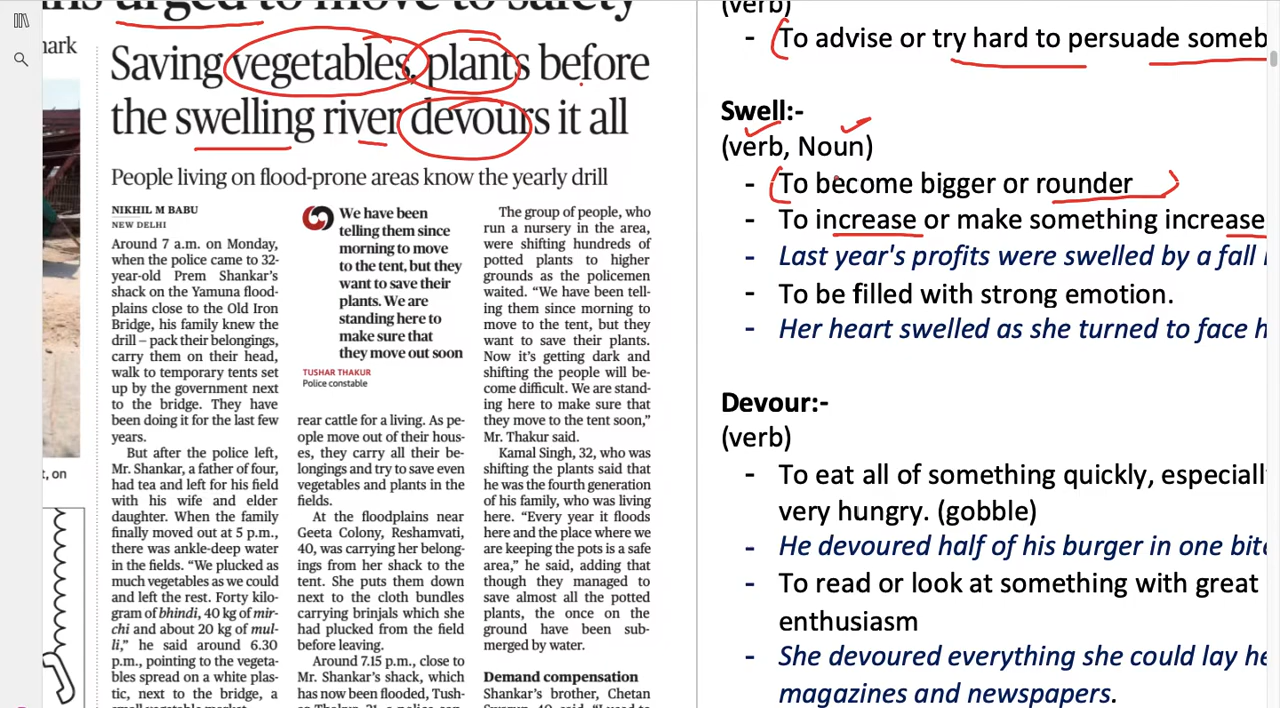 urged to move to safety
Saving vegetables, plants before
the swelling river devours it all
People living on flood-prone areas know the yearly drill
ark
t, on
NIKHIL M BABU
NEW DELHI
Around 7 a.m. on Monday,
when the police came to 32-
year-old Prem Shankar's
shack on the Yamuna flood-
plains close to the Old Iron
Bridge, his family knew the
drill – pack their belongings,
carry them on their head,
walk to temporary tents set
up by the government next
to the bridge. They have
been doing it for the last few
years.
But after the police left,
Mr. Shankar, a father of four,
had tea and left for his field
with his wife and elder
daughter. When the family
finally moved out at 5 p.m.,
there was ankle-deep water
in the fields. “We plucked as
much vegetables as we could
and left the rest. Forty kilo-
gram of bhindi, 40 kg of mir-
chi and about 20 kg of mul-
li,” he said around 6.30
p.m., pointing to the vegeta-
bles spread on a white plas-
tic, next to the bridge, a
small vegetable market.
We have been
telling them since
morning to move
to the tent, but they
want to save their
plants. We are
standing here to
make sure that
they move out soon
TUSHAR THAKUR
Police constable
rear cattle for a living. As pe-
ople move out of their hous-
es, they carry all their be-
longings and try to save even
vegetables and plants in the
fields.
At the floodplains near
Geeta Colony, Reshamvati,
40, was carrying her belong-
ings from her shack to the
tent. She puts them down
next to the cloth bundles
carrying brinjals which she
had plucked from the field
before leaving.
Around 7.15 p.m., close to
Mr. Shankar's shack, which
has now been flooded, Tush-
The group of people, who
run a nursery in the area,
were shifting hundreds of
potted plants to higher
grounds as the policemen
waited. “We have been tell-
ing them since morning to
move to the tent, but they
want to save their plants.
Now it's getting dark and
shifting the people will be-
come difficult. We are stand-
ing here to make sure that
they move to the tent soon,”
Mr. Thakur said.
Kamal Singh, 32, who was
shifting the plants said that
he was the fourth generation
of his family, who was living
here. “Every year it floods
here and the place where we
are keeping the pots is a safe
area,” he said, adding that
though they managed to
save almost all the potted
plants, the once on the
ground have been sub-
merged by water.
Demand compensation
Shankar's brother, Chetan
(verb)
- To advise or try hard to persuade someb
Swell:-
(verb, Noun)
- To become bigger or rounder
- To increase or make something increase
- Last year's profits were swelled by a fall
- To be filled with strong emotion.
- Her heart swelled as she turned to face h
Devour:-
(verb)
- To eat all of something quickly, especiall
very hungry. (gobble)
- He devoured half of his burger in one bite
- To read or look at something with great
enthusiasm
- She devoured everything she could lay he
magazines and newspapers.